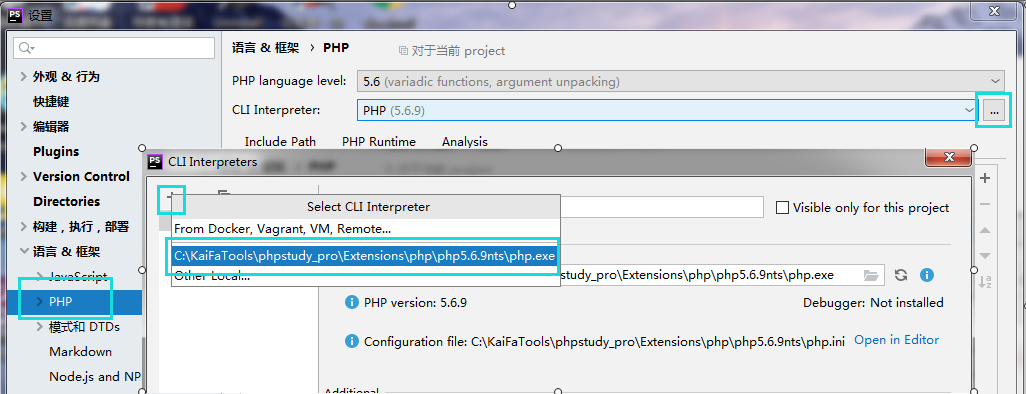 PS 设置
语言 & 框架 › PHP 对于当前 project
外观 & 行为
快捷键
编辑器
Plugins
Version Control
Directories
构建，执行，部署
语言 & 框架
JavaScript
PHP
模式和 DTDs
Markdown
Node.js and NP
PHP language level: 5.6 (variadic functions, argument unpacking)
CLI Interpreter: PHP (5.6.9) ...
Include Path PHP Runtime Analysis
PS CLI Interpreters
Select CLI Interpreter
From Docker, Vagrant, VM, Remote...
C:\KaiFaTools\phpstudy_pro\Extensions\php\php5.6.9nts\php.exe
Other Local...
Visible only for this project
pstudy_pro\Extensions\php\php5.6.9nts\php.exe
PHP version: 5.6.9 Debugger: Not installed
Configuration file: C:\KaiFaTools\phpstudy_pro\Extensions\php\php5.6.9nts\php.ini Open in Editor
Additional